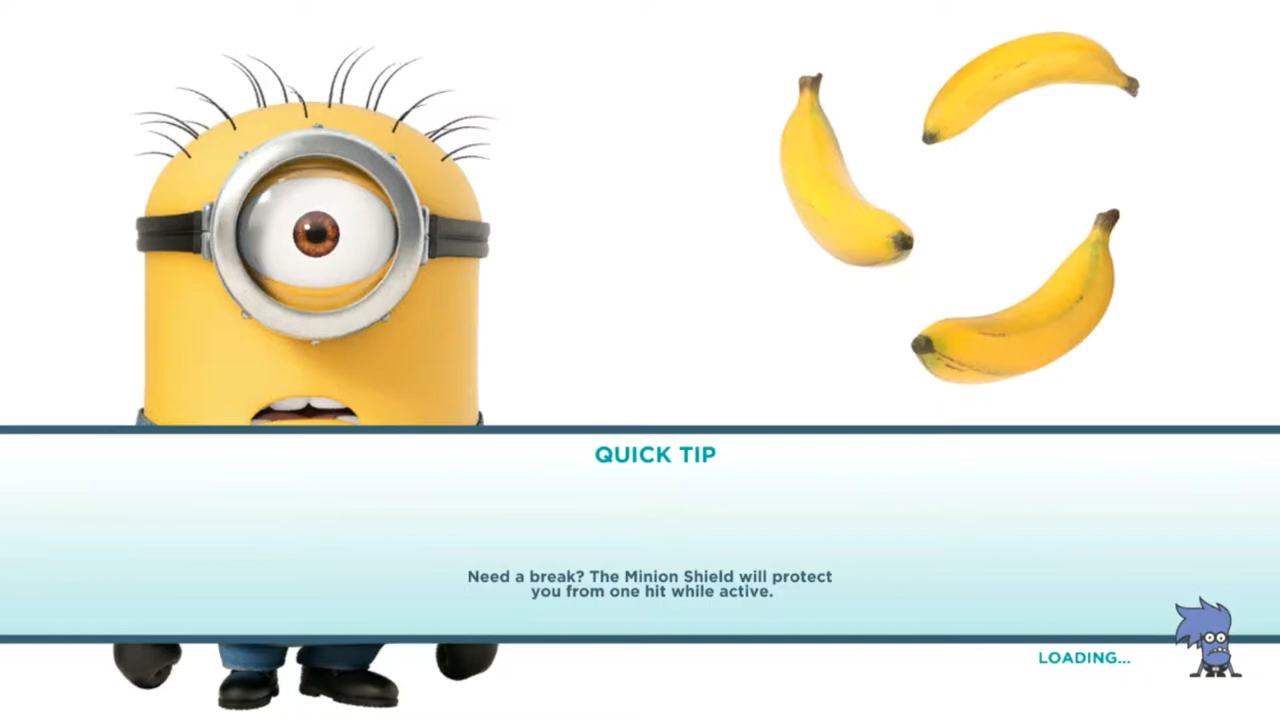 QUICK TIP
Need a break? The Minion Shield will protect
you from one hit while active.
LOADING...